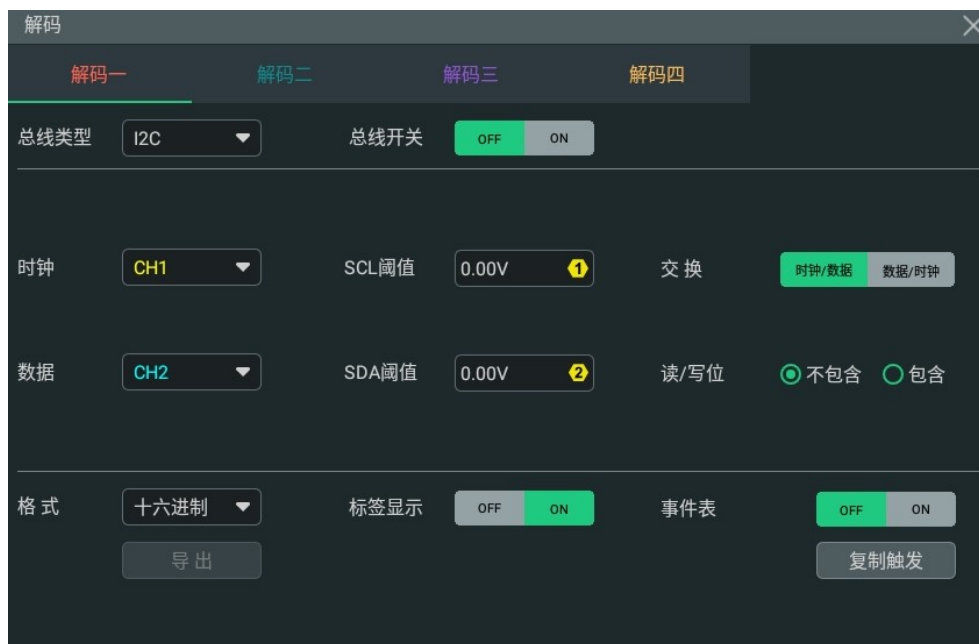 解码
解码一 解码二 解码三 解码四
总线类型 I2C 总线开关 OFF ON
时钟 CH1 SCL阈值 0.00V 1 交换 时钟/数据 数据/时钟
数据 CH2 SDA阈值 0.00V 2 读/写位 不包含 包含
格式 十六进制 标签显示 OFF ON 事件表 OFF ON
导出 复制触发